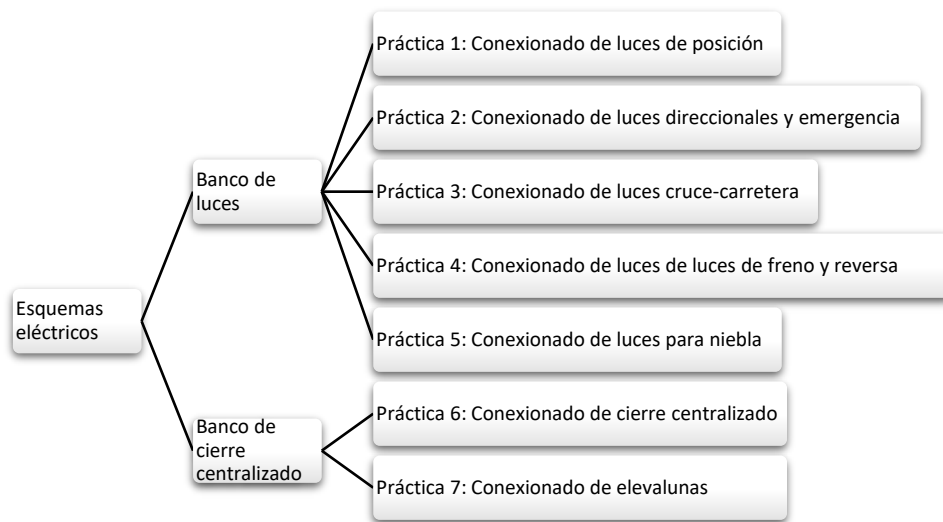 Esquemas
eléctricos
Banco de
luces
Práctica 1: Conexionado de luces de posición
Práctica 2: Conexionado de luces direccionales y emergencia
Práctica 3: Conexionado de luces cruce-carretera
Práctica 4: Conexionado de luces de luces de freno y reversa
Práctica 5: Conexionado de luces para niebla
Banco de
cierre
centralizado
Práctica 6: Conexionado de cierre centralizado
Práctica 7: Conexionado de elevalunas